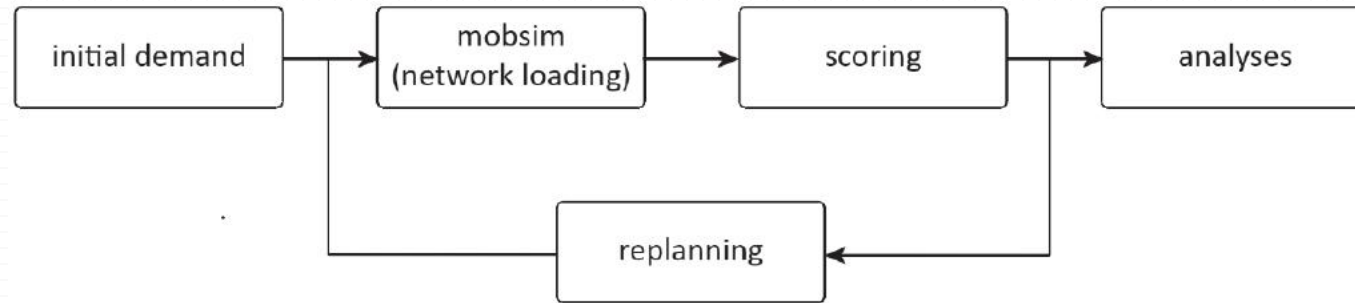 initial demand
mobsim
(network loading)
scoring
analyses
replanning